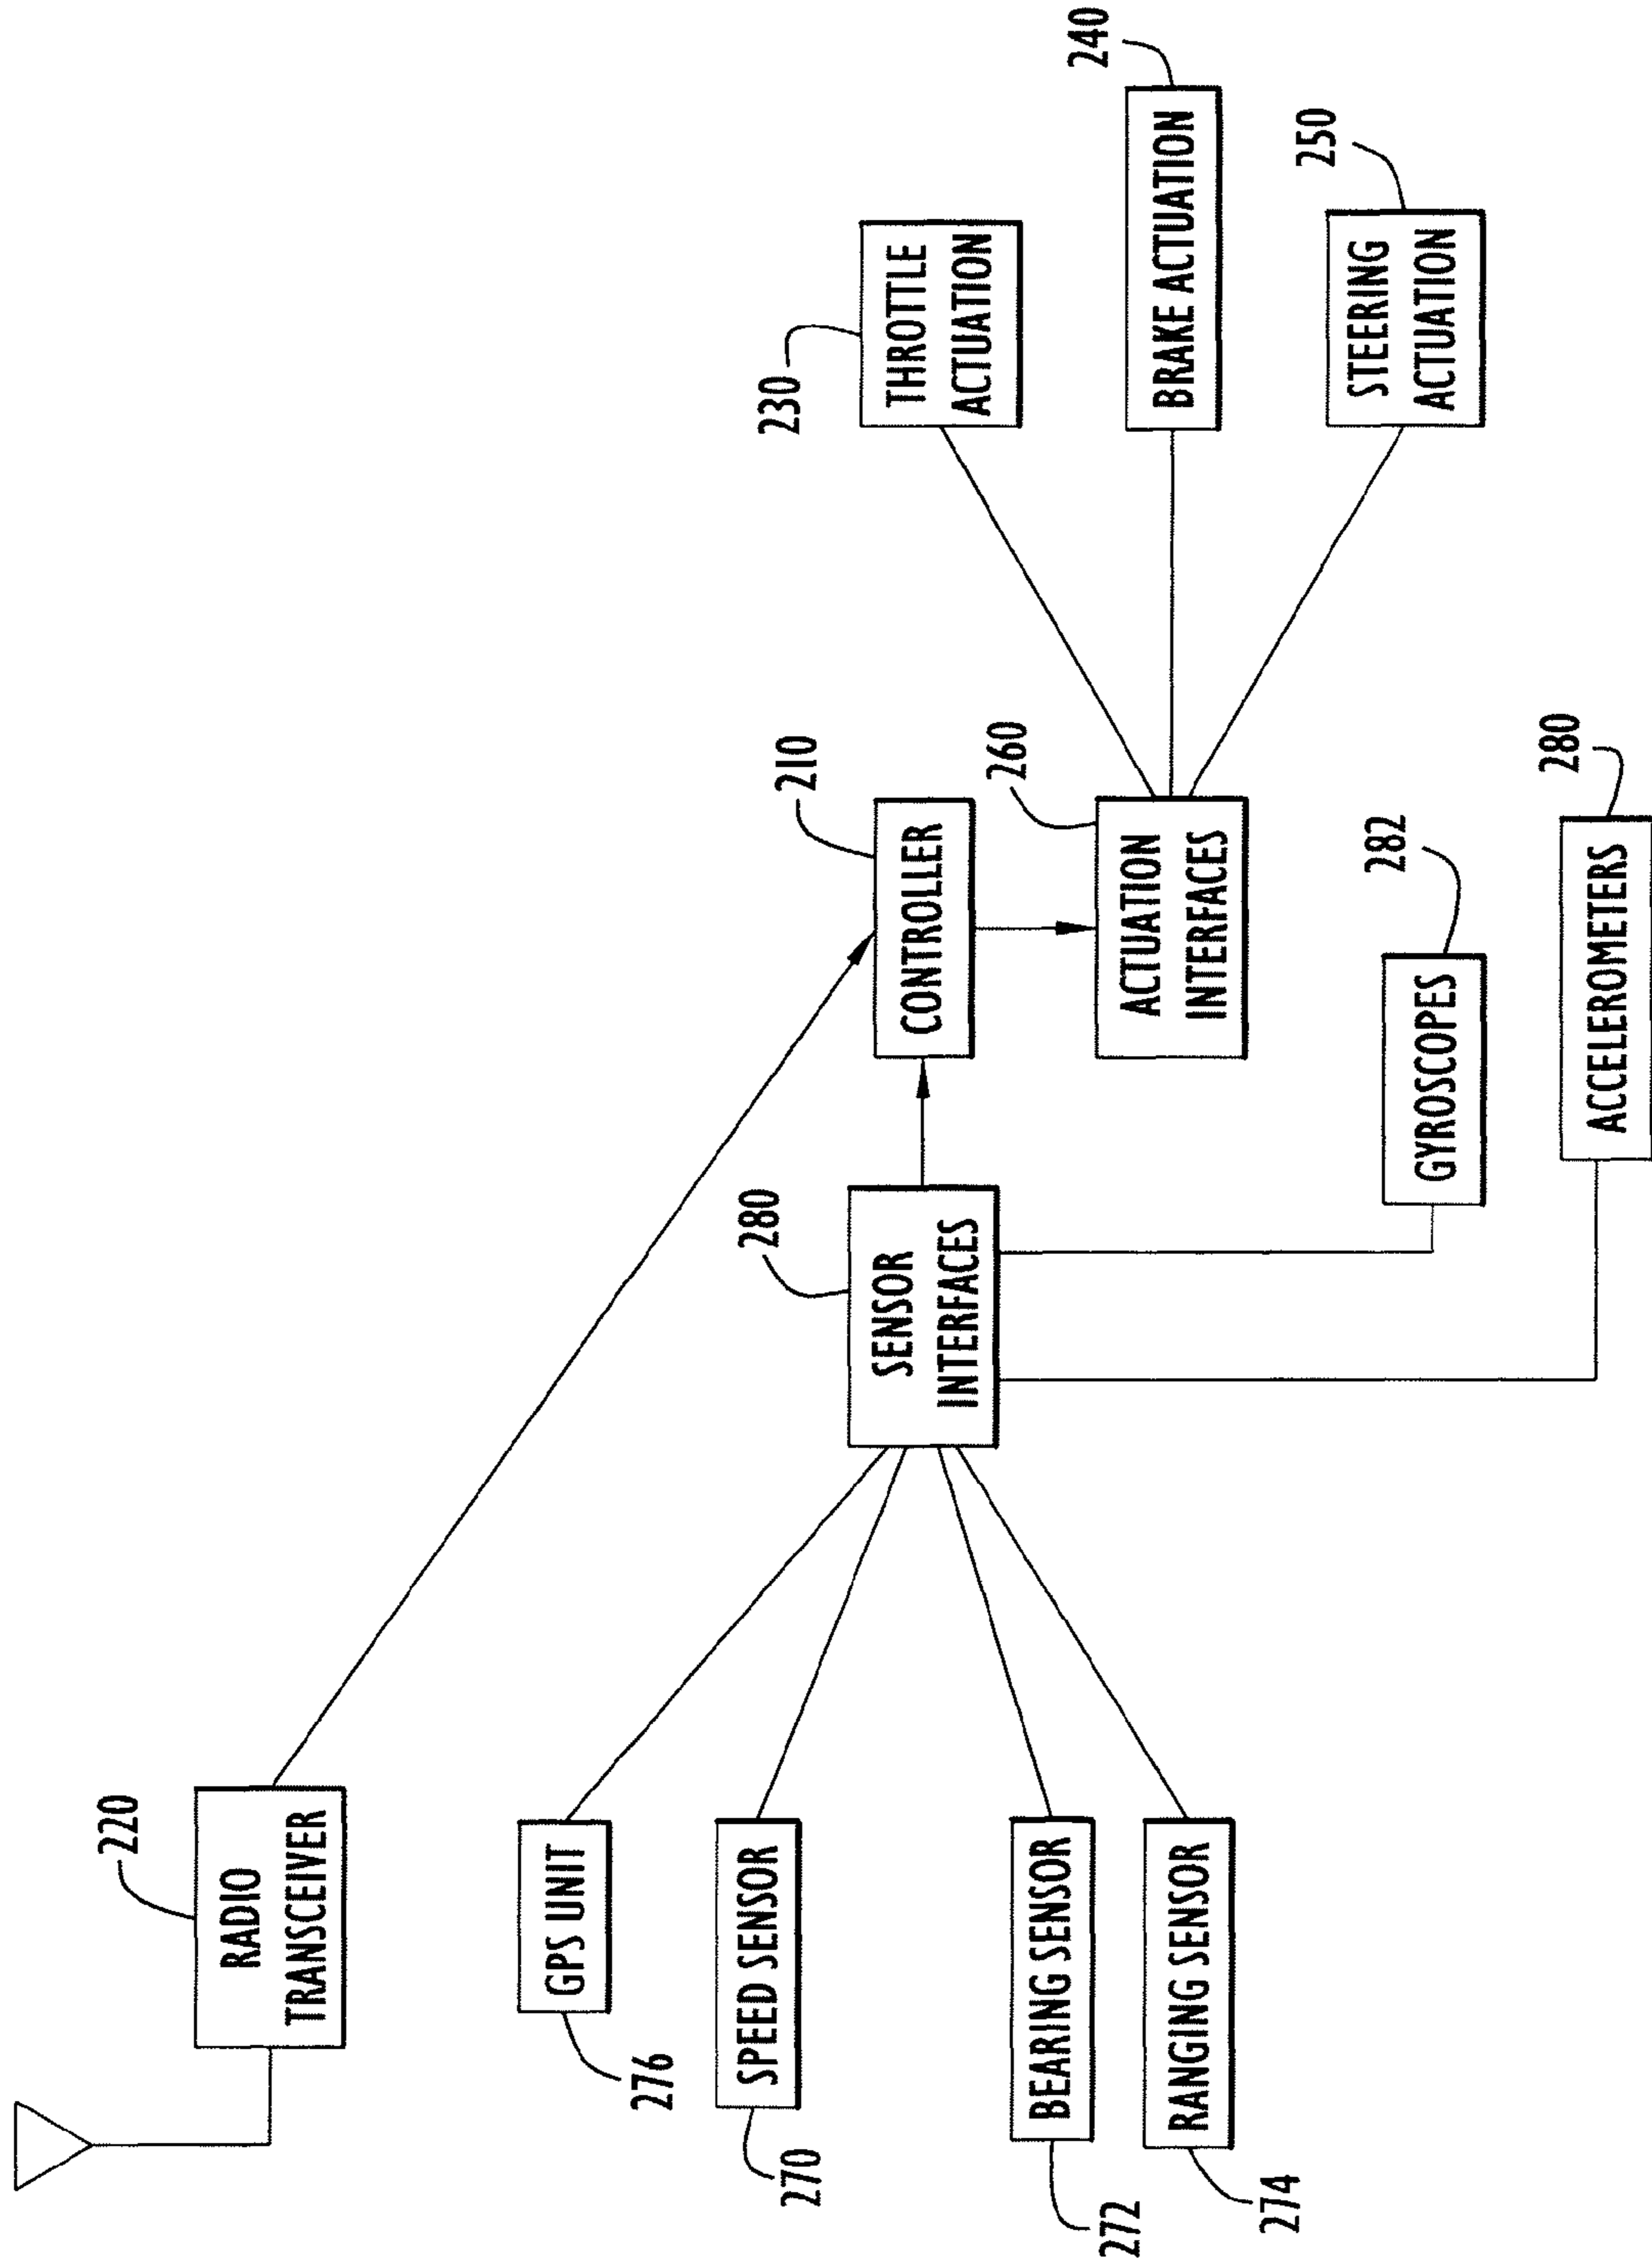 220
RADIO
TRANSCEIVER
GPS UNIT
276
SPEED SENSOR
270
BEARING SENSOR
272
RANGING SENSOR
274
280
SENSOR
INTERFACES
210
CONTROLLER
260
ACTUATION
INTERFACES
282
GYROSCOPES
280
ACCELEROMETERS
230
THROTTLE
ACTUATION
240
BRAKE ACTUATION
250
STEERING
ACTUATION